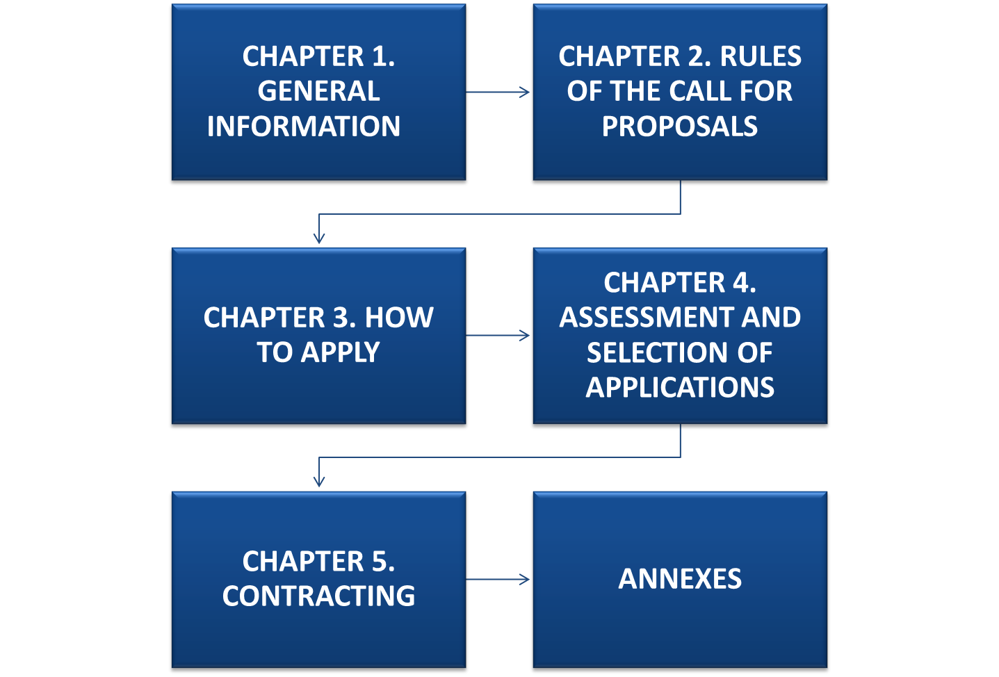 CHAPTER 1.
GENERAL
INFORMATION
CHAPTER 2. RULES
OF THE CALL FOR
PROPOSALS
CHAPTER 3. HOW
TO APPLY
CHAPTER 4.
ASSESSMENT AND
SELECTION OF
APPLICATIONS
CHAPTER 5.
CONTRACTING
ANNEXES